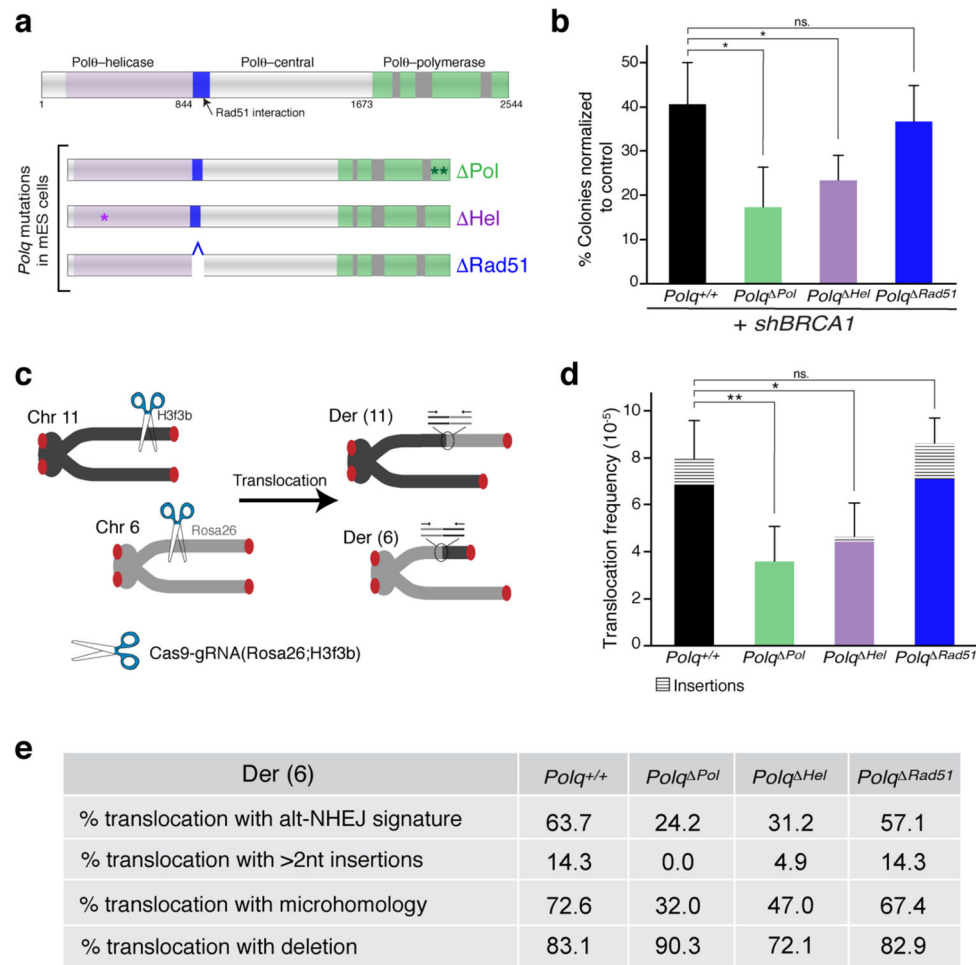 a
Polθ–helicase Polθ–central Polθ–polymerase
1 844 1673 2544
Rad51 interaction
Polq mutations
in mES cells
** ΔPol
* ΔHel
ΔRad51
b
ns.
*
*
% Colonies normalized
to control
50
40
30
20
10
0
Polq+/+ PolqΔPol PolqΔHel PolqΔRad51
+ shBRCA1
c
Chr 11
H3f3b
Der (11)
Translocation
Chr 6
Rosa26
Der (6)
Cas9-gRNA(Rosa26;H3f3b)
d
ns.
*
**
Translocation frequency (10-5)
10
8
6
4
2
0
Polq+/+ PolqΔPol PolqΔHel PolqΔRad51
Insertions
e
Der (6) Polq+/+ PolqΔPol PolqΔHel PolqΔRad51
% translocation with alt-NHEJ signature 63.7 24.2 31.2 57.1
% translocation with >2nt insertions 14.3 0.0 4.9 14.3
% translocation with microhomology 72.6 32.0 47.0 67.4
% translocation with deletion 83.1 90.3 72.1 82.9